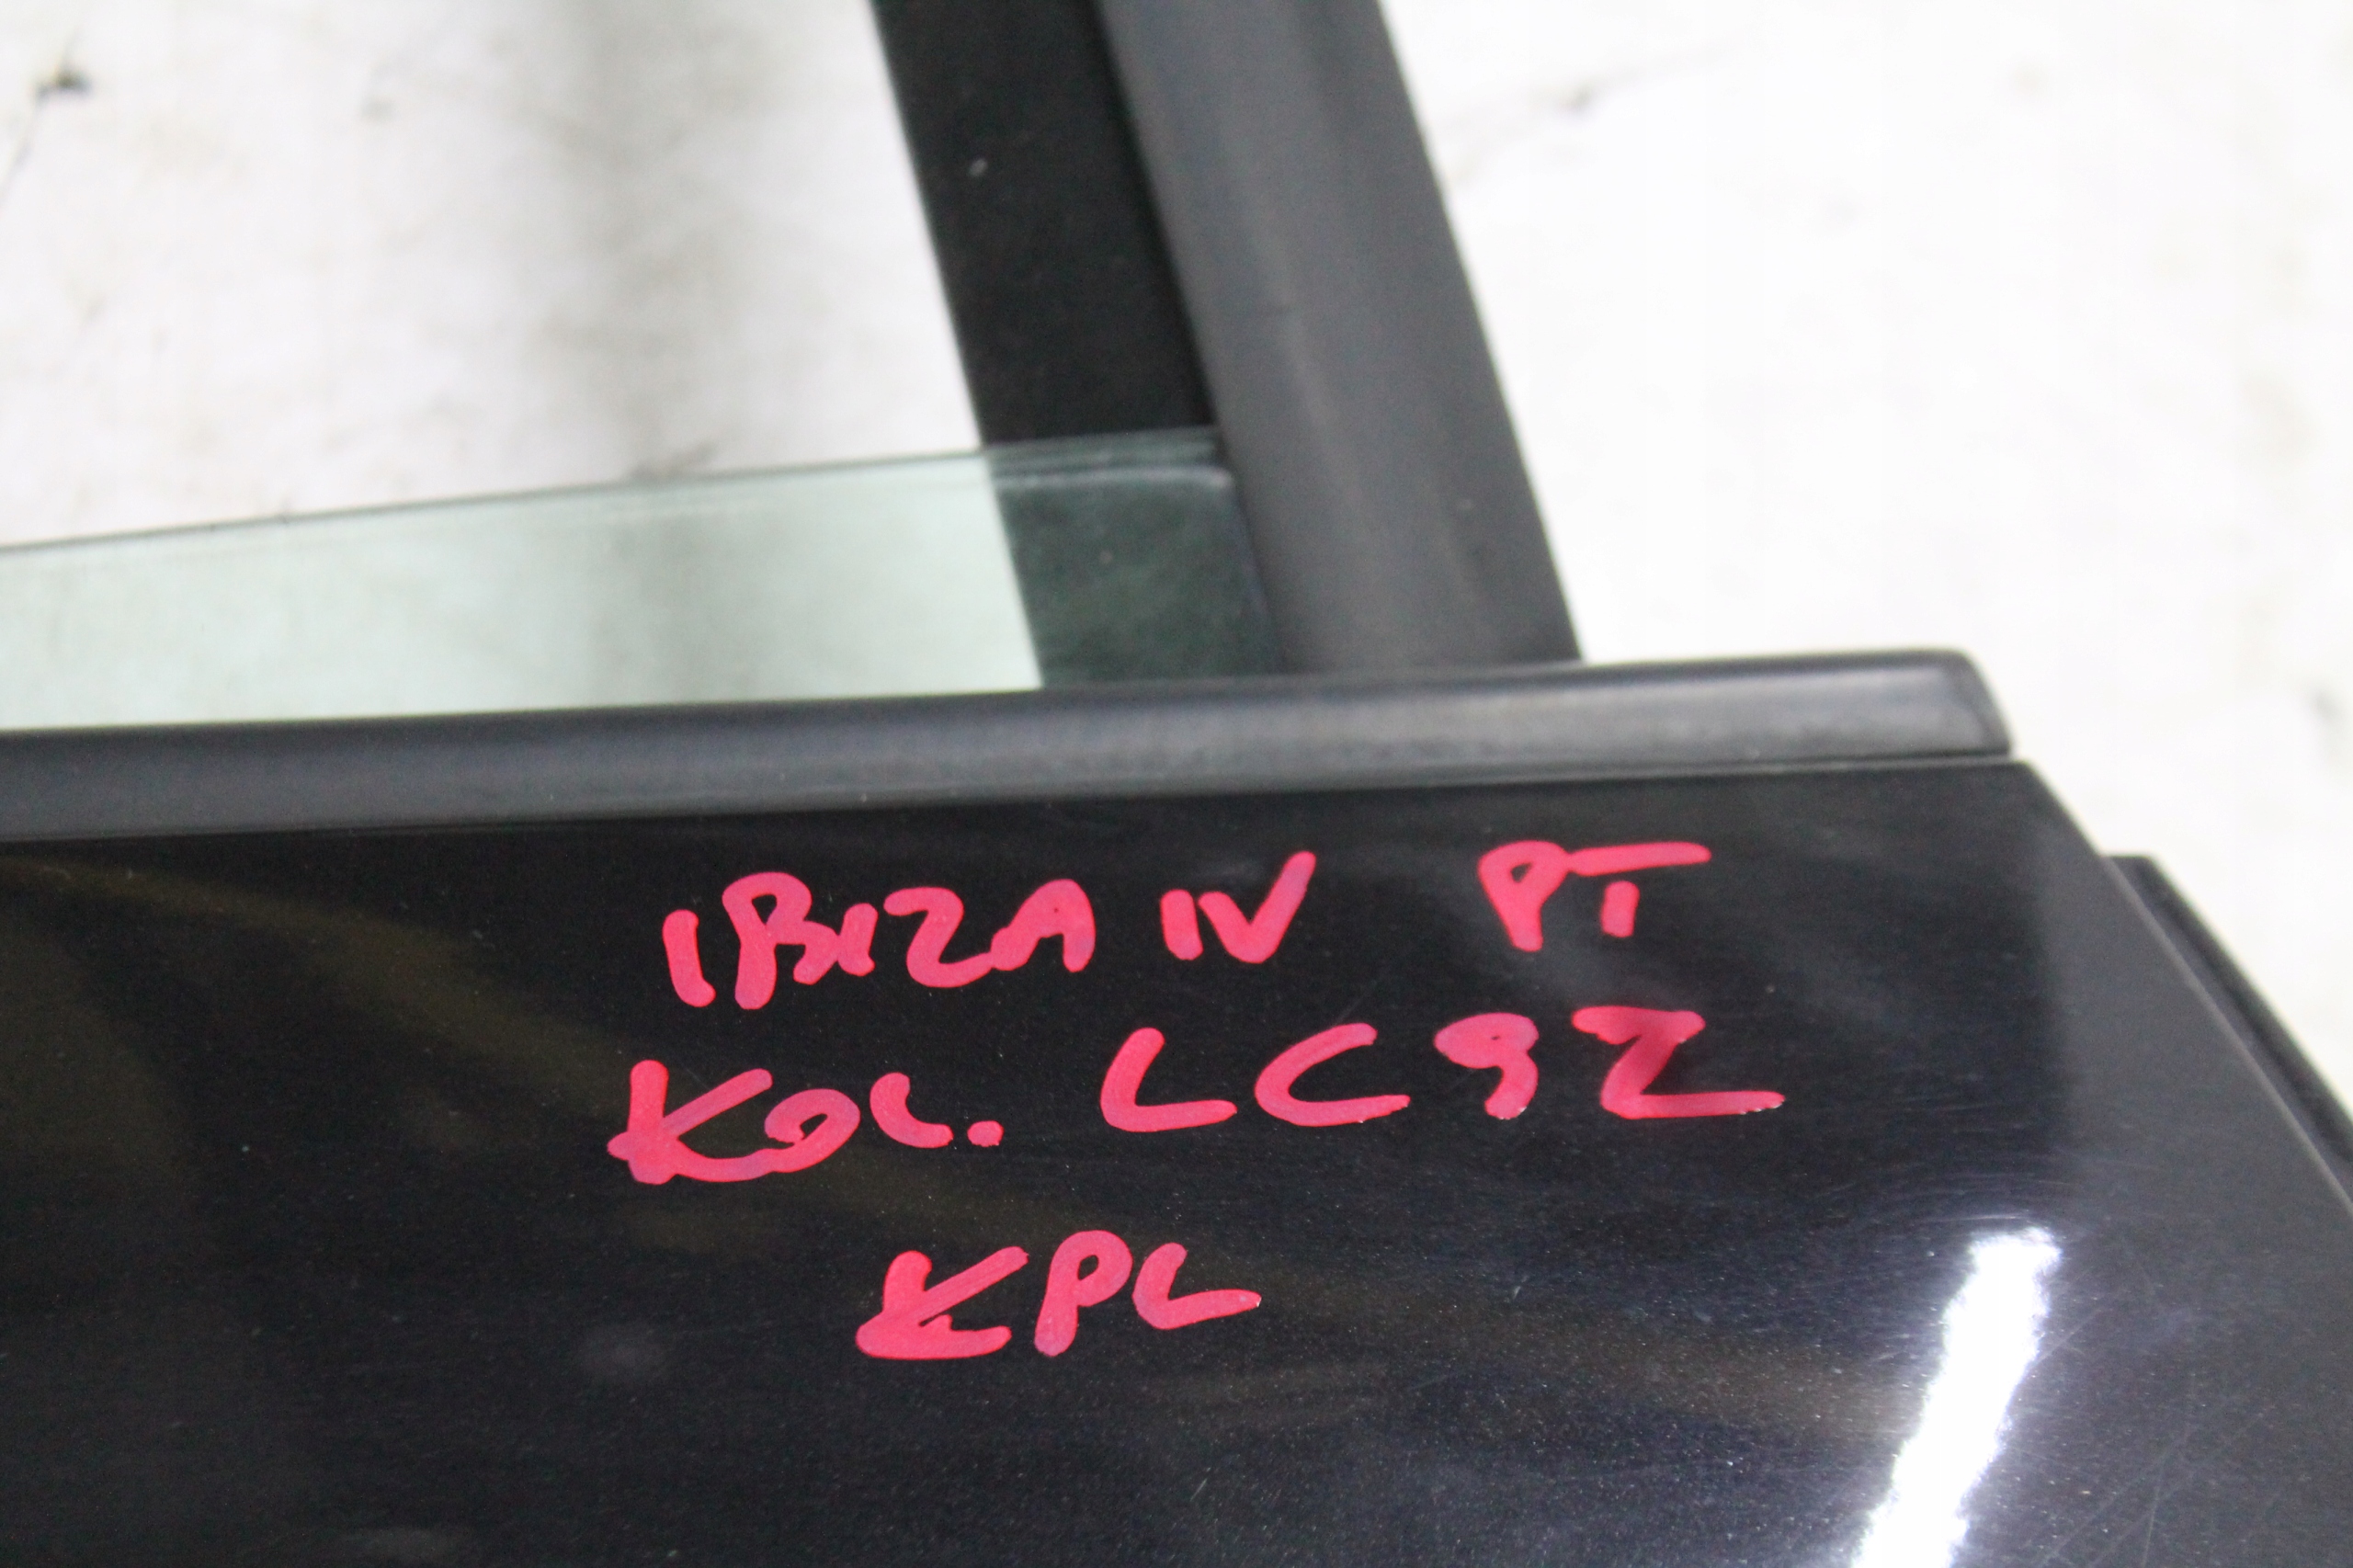 IBIZA IV PT
KOL. LC9Z
KPL